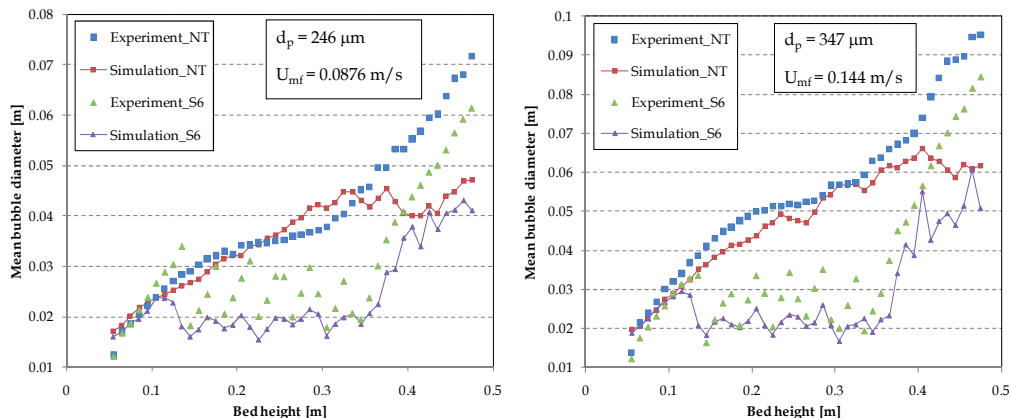 0.08
0.07
0.06
0.05
0.04
0.03
0.02
0.01
Mean bubble diameter [m]
Experiment_NT
Simulation_NT
Experiment_S6
Simulation_S6
dp = 246 µm
Umf = 0.0876 m/s
0 0.1 0.2 0.3 0.4 0.5
Bed height [m]
0.1
0.09
0.08
0.07
0.06
0.05
0.04
0.03
0.02
0.01
Mean bubble diameter [m]
Experiment_NT
Simulation_NT
Experiment_S6
Simulation_S6
dp = 347 µm
Umf = 0.144 m/s
0 0.1 0.2 0.3 0.4 0.5
Bed height [m]